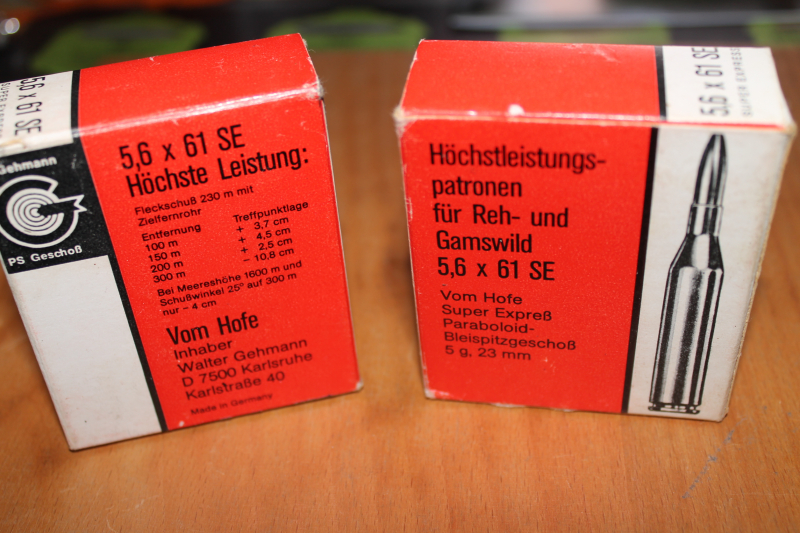 5,6 x 61 SE
SUPER EXPRESS
Gehmann
PS Geschoß
5,6 x 61 SE
Höchste Leistung:
Fleckschuß 230 m mit
Zielfernrohr
Entfernung Treffpunktlage
100 m + 3,7 cm
150 m + 4,5 cm
200 m + 2,5 cm
300 m − 10,8 cm
Bei Meereshöhe 1600 m und
Schußwinkel 25° auf 300 m
nur – 4 cm
Vom Hofe
Inhaber
Walter Gehmann
D 7500 Karlsruhe
Karlstraße 40
Made in Germany
5,6 x 61 SE
SUPER EXPRESS
Höchstleistungs-
patronen
für Reh- und
Gamswild
5,6 x 61 SE
Vom Hofe
Super Expreß
Paraboloid-
Bleispitzgeschoß
5 g, 23 mm